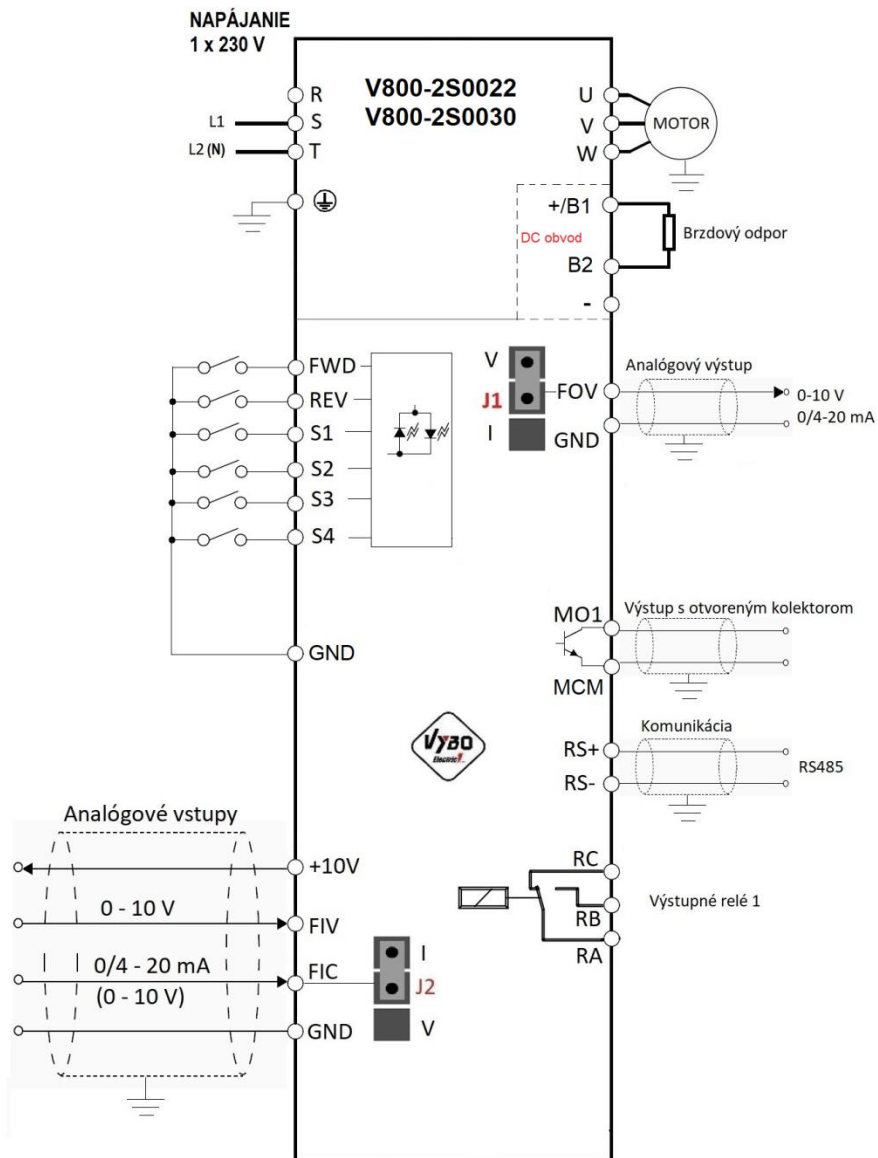 NAPÁJANIE
1 x 230 V
V800-2S0022
V800-2S0030
R
S
T
L1
L2 (N)
U
V
W
MOTOR
+/B1
DC obvod
B2
-
Brzdový odpor
FWD
REV
S1
S2
S3
S4
GND
V
J1
I
FOV
GND
Analógový výstup
0-10 V
0/4-20 mA
MO1
MCM
Výstup s otvoreným kolektorom
VYBO
Electric
RS+
RS-
Komunikácia
RS485
Analógové vstupy
+10V
0 - 10 V
FIV
0/4 - 20 mA
(0 - 10 V)
FIC
GND
I
J2
V
RC
RB
RA
Výstupné relé 1